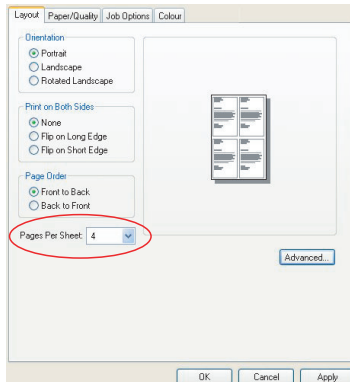 Layout Paper/Quality Job Options Colour
Orientation
Portrait
Landscape
Rotated Landscape
Print on Both Sides
None
Flip on Long Edge
Flip on Short Edge
Page Order
Front to Back
Back to Front
Pages Per Sheet: 4
Advanced...
OK Cancel Apply